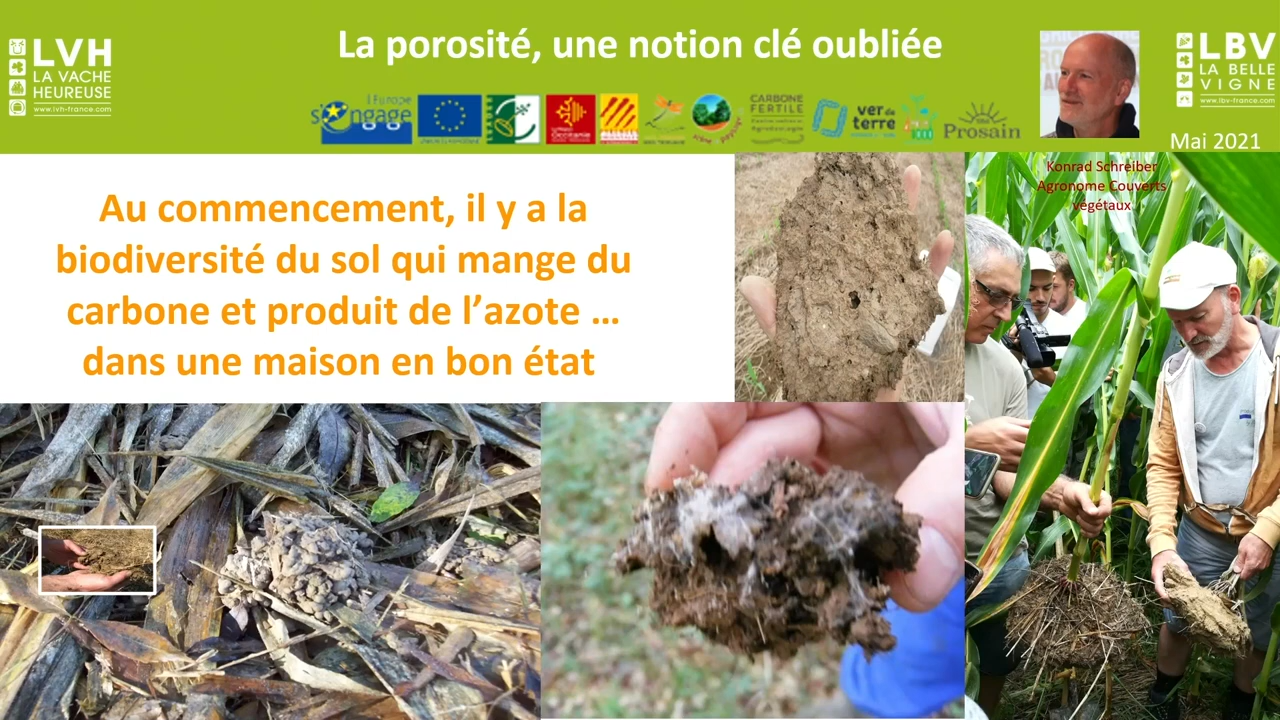 La porosité, une notion clé oubliée
LVH
LA VACHE
HEUREUSE
www.lvh-france.com
l'Europe
s'engage
CARBONE
FERTILE
ver de
terre
Prosain
LBV
LA BELLE
VIGNE
www.lbv-france.com
Mai 2021
Konrad Schreiber
Agronome Couverts
végétaux
Au commencement, il y a la
biodiversité du sol qui mange du
carbone et produit de l’azote ...
dans une maison en bon état